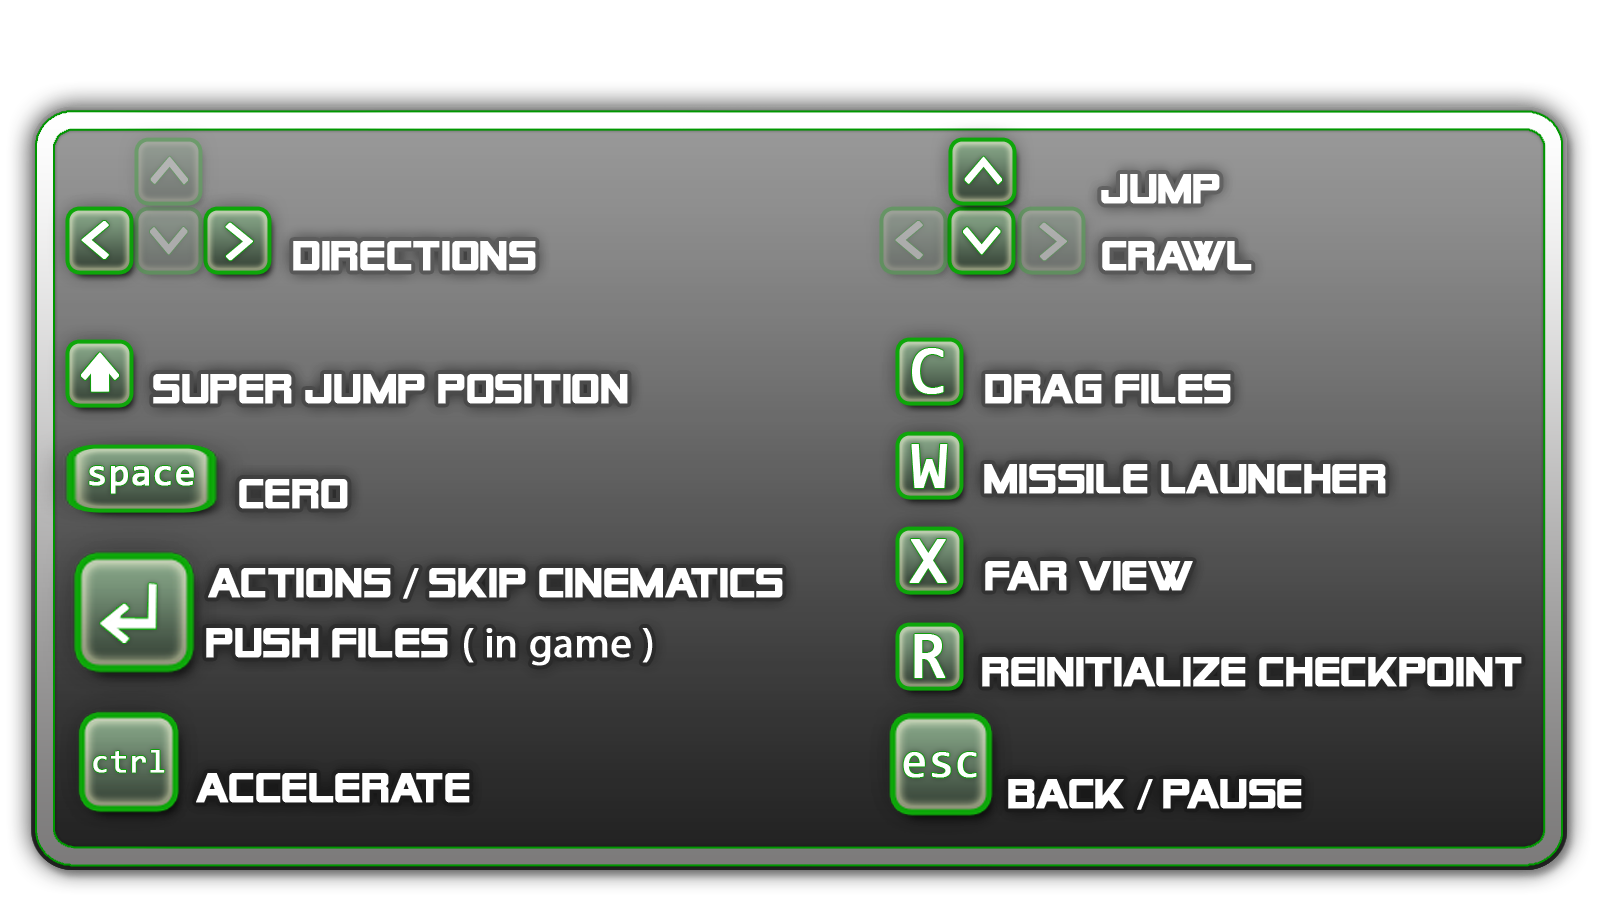 DIRECTIONS
JUMP
CRAWL
SUPER JUMP POSITION
space CERO
ACTIONS / SKIP CINEMATICS
PUSH FILES ( in game )
ctrl ACCELERATE
C DRAG FILES
W MISSILE LAUNCHER
X FAR VIEW
R REINITIALIZE CHECKPOINT
esc BACK / PAUSE